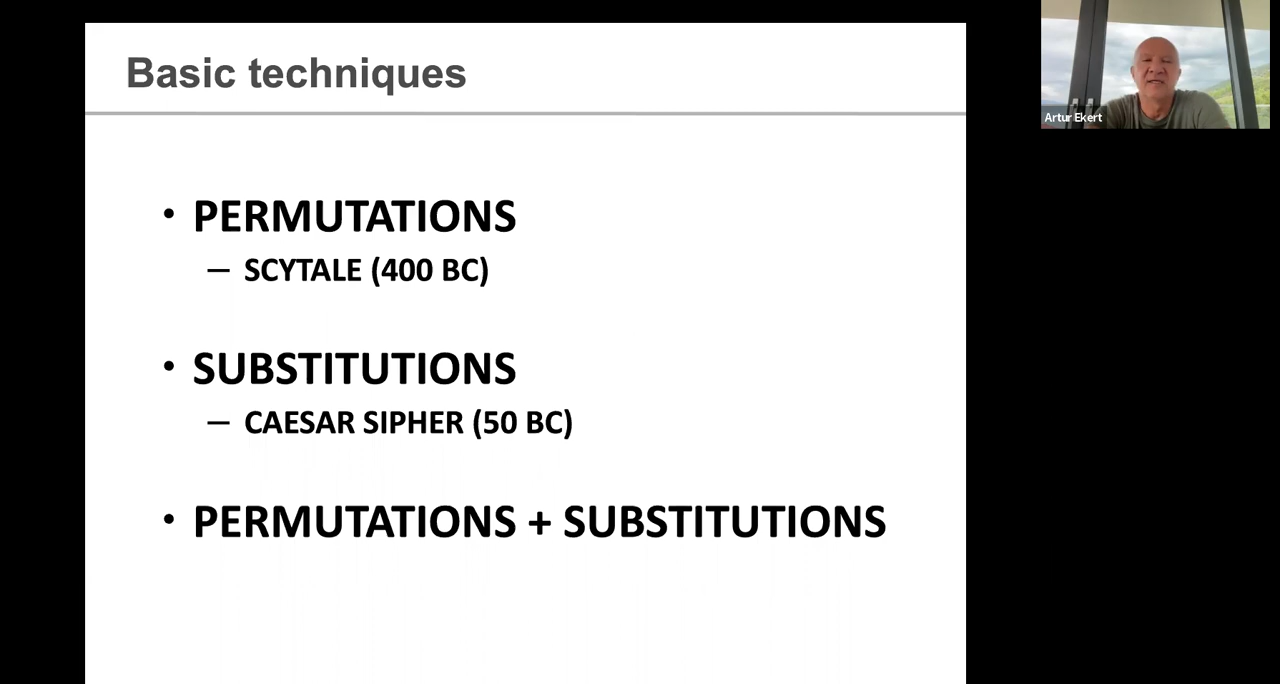 Basic techniques
• PERMUTATIONS
– SCYTALE (400 BC)
• SUBSTITUTIONS
– CAESAR SIPHER (50 BC)
• PERMUTATIONS + SUBSTITUTIONS
Artur Ekert